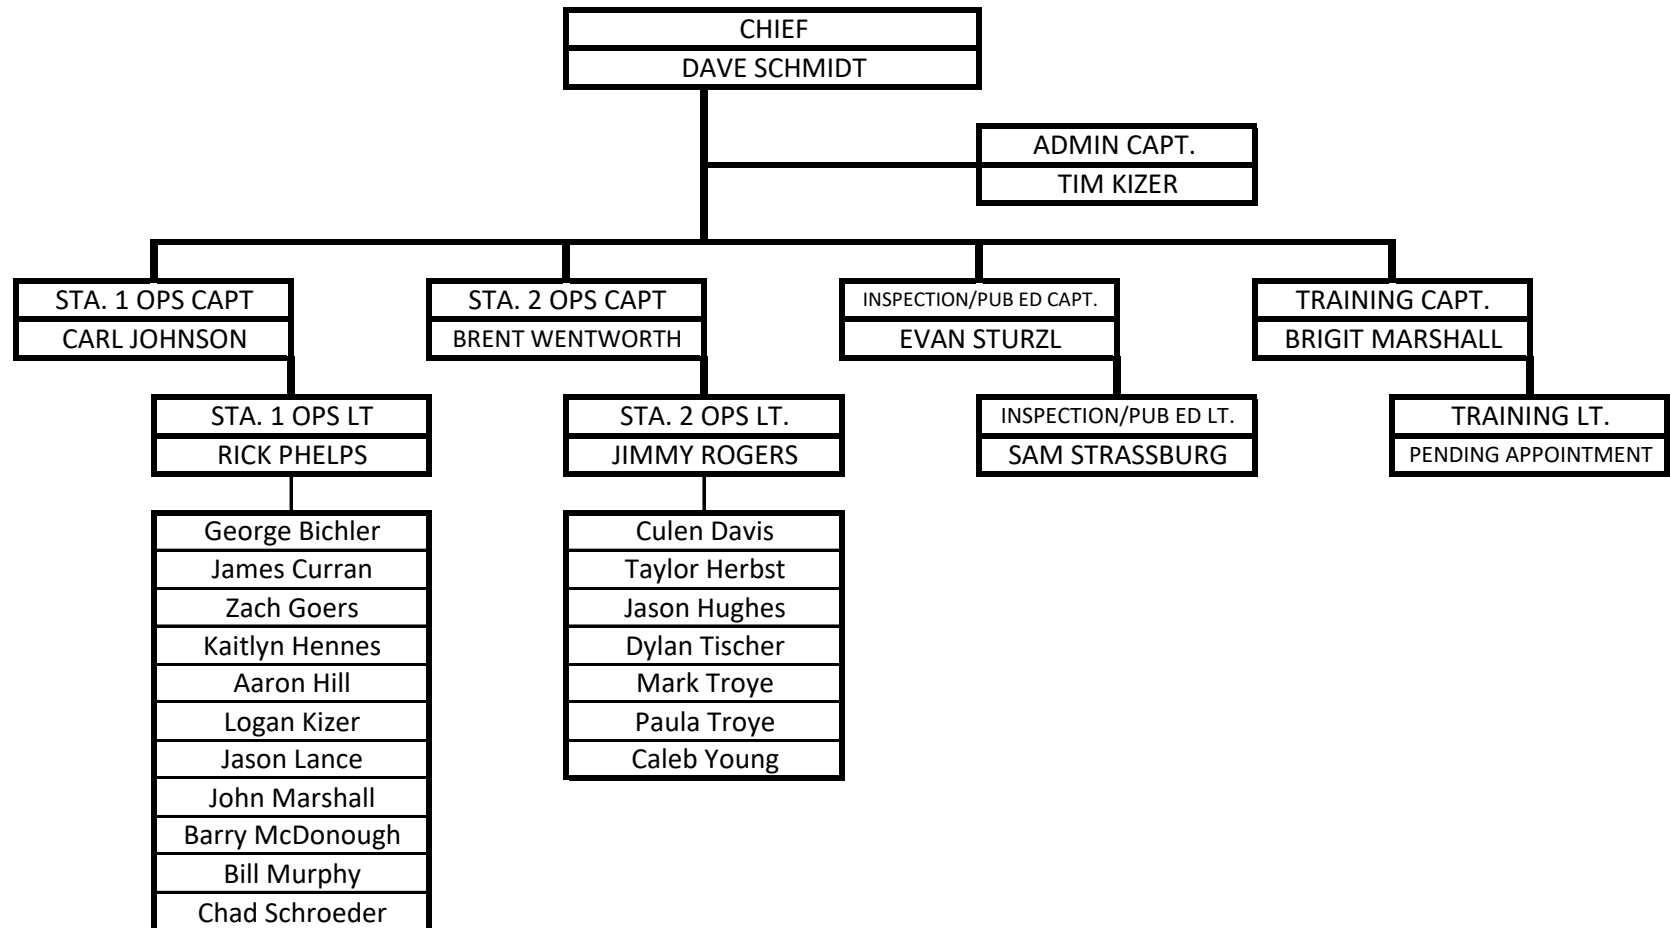 CHIEF
DAVE SCHMIDT
ADMIN CAPT.
TIM KIZER
STA. 1 OPS CAPT
CARL JOHNSON
STA. 2 OPS CAPT
BRENT WENTWORTH
INSPECTION/PUB ED CAPT.
EVAN STURZL
TRAINING CAPT.
BRIGIT MARSHALL
STA. 1 OPS LT
RICK PHELPS
STA. 2 OPS LT.
JIMMY ROGERS
INSPECTION/PUB ED LT.
SAM STRASSBURG
TRAINING LT.
PENDING APPOINTMENT
George Bichler
James Curran
Zach Goers
Kaitlyn Hennes
Aaron Hill
Logan Kizer
Jason Lance
John Marshall
Barry McDonough
Bill Murphy
Chad Schroeder
Culen Davis
Taylor Herbst
Jason Hughes
Dylan Tischer
Mark Troye
Paula Troye
Caleb Young